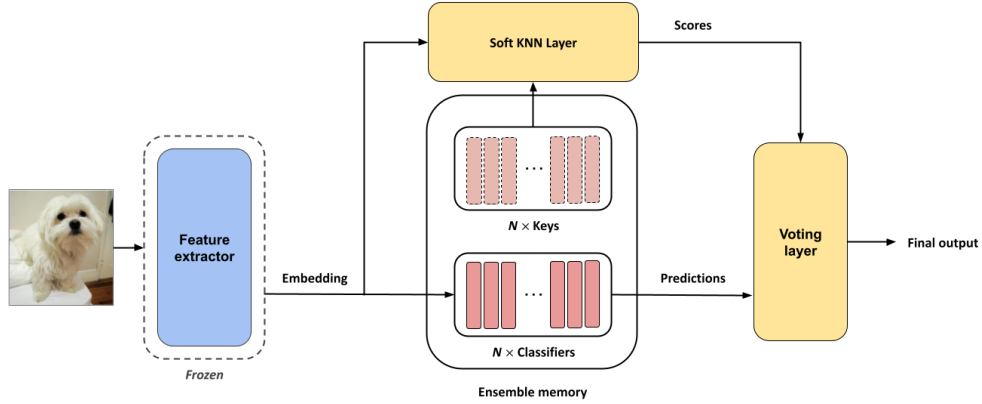 Soft KNN Layer
Scores
...
N × Keys
Feature
extractor
Embedding
...
Predictions
Voting
layer
Final output
N × Classifiers
Frozen
Ensemble memory